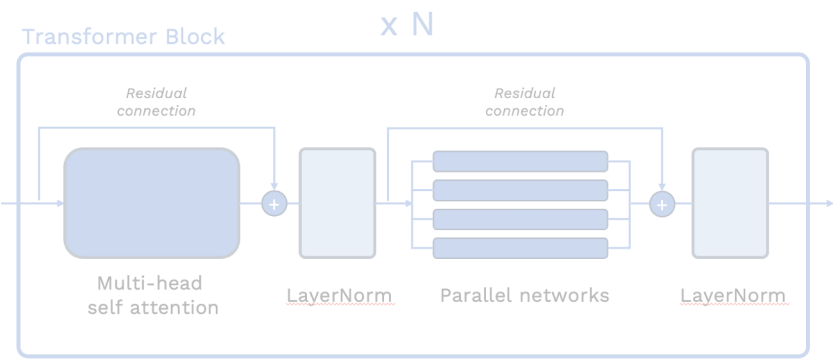 x N
Transformer Block
Residual
connection
Residual
connection
+
+
Multi-head
self attention
LayerNorm
Parallel networks
LayerNorm